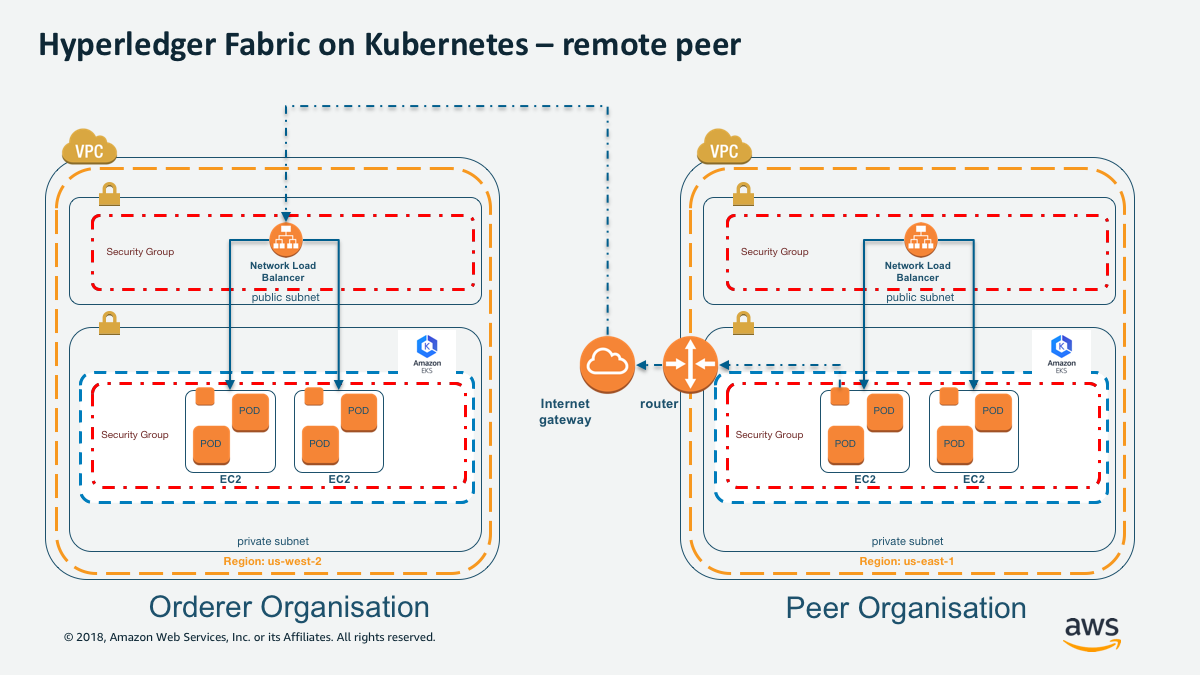 Hyperledger Fabric on Kubernetes – remote peer
VPC
Security Group
Network Load
Balancer
public subnet
Amazon
EKS
Security Group
POD
POD
EC2
POD
POD
EC2
private subnet
Region: us-west-2
Orderer Organisation
Internet
gateway
router
VPC
Security Group
Network Load
Balancer
public subnet
Amazon
EKS
Security Group
POD
POD
EC2
POD
POD
EC2
private subnet
Region: us-east-1
Peer Organisation
© 2018, Amazon Web Services, Inc. or its Affiliates. All rights reserved.
aws